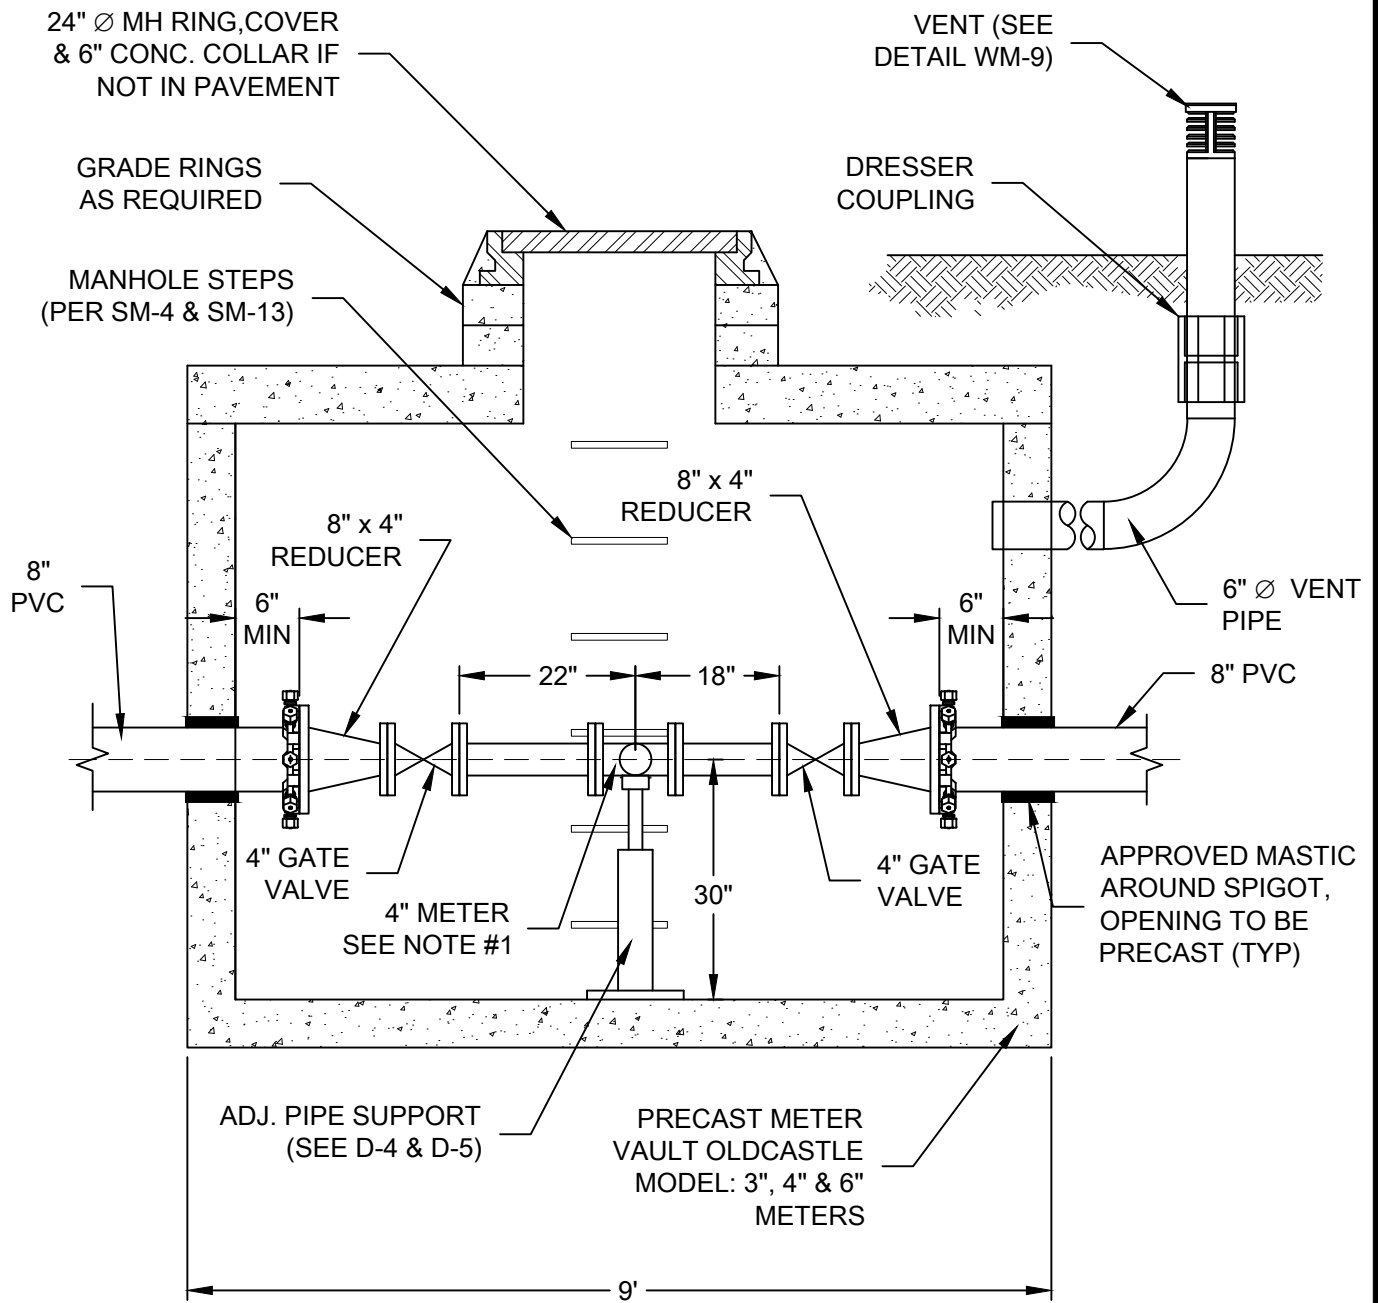 24" Ø MH RING,COVER
& 6" CONC. COLLAR IF
NOT IN PAVEMENT
VENT (SEE
DETAIL WM-9)
GRADE RINGS
AS REQUIRED
DRESSER
COUPLING
MANHOLE STEPS
(PER SM-4 & SM-13)
8" x 4"
REDUCER
8" x 4"
REDUCER
8"
PVC
6"
MIN
6"
MIN
6" Ø VENT
PIPE
22"
18"
8" PVC
4" GATE
VALVE
4" GATE
VALVE
30"
4" METER
SEE NOTE #1
APPROVED MASTIC
AROUND SPIGOT,
OPENING TO BE
PRECAST (TYP)
ADJ. PIPE SUPPORT
(SEE D-4 & D-5)
PRECAST METER
VAULT OLDCASTLE
MODEL: 3", 4" & 6"
METERS
9'